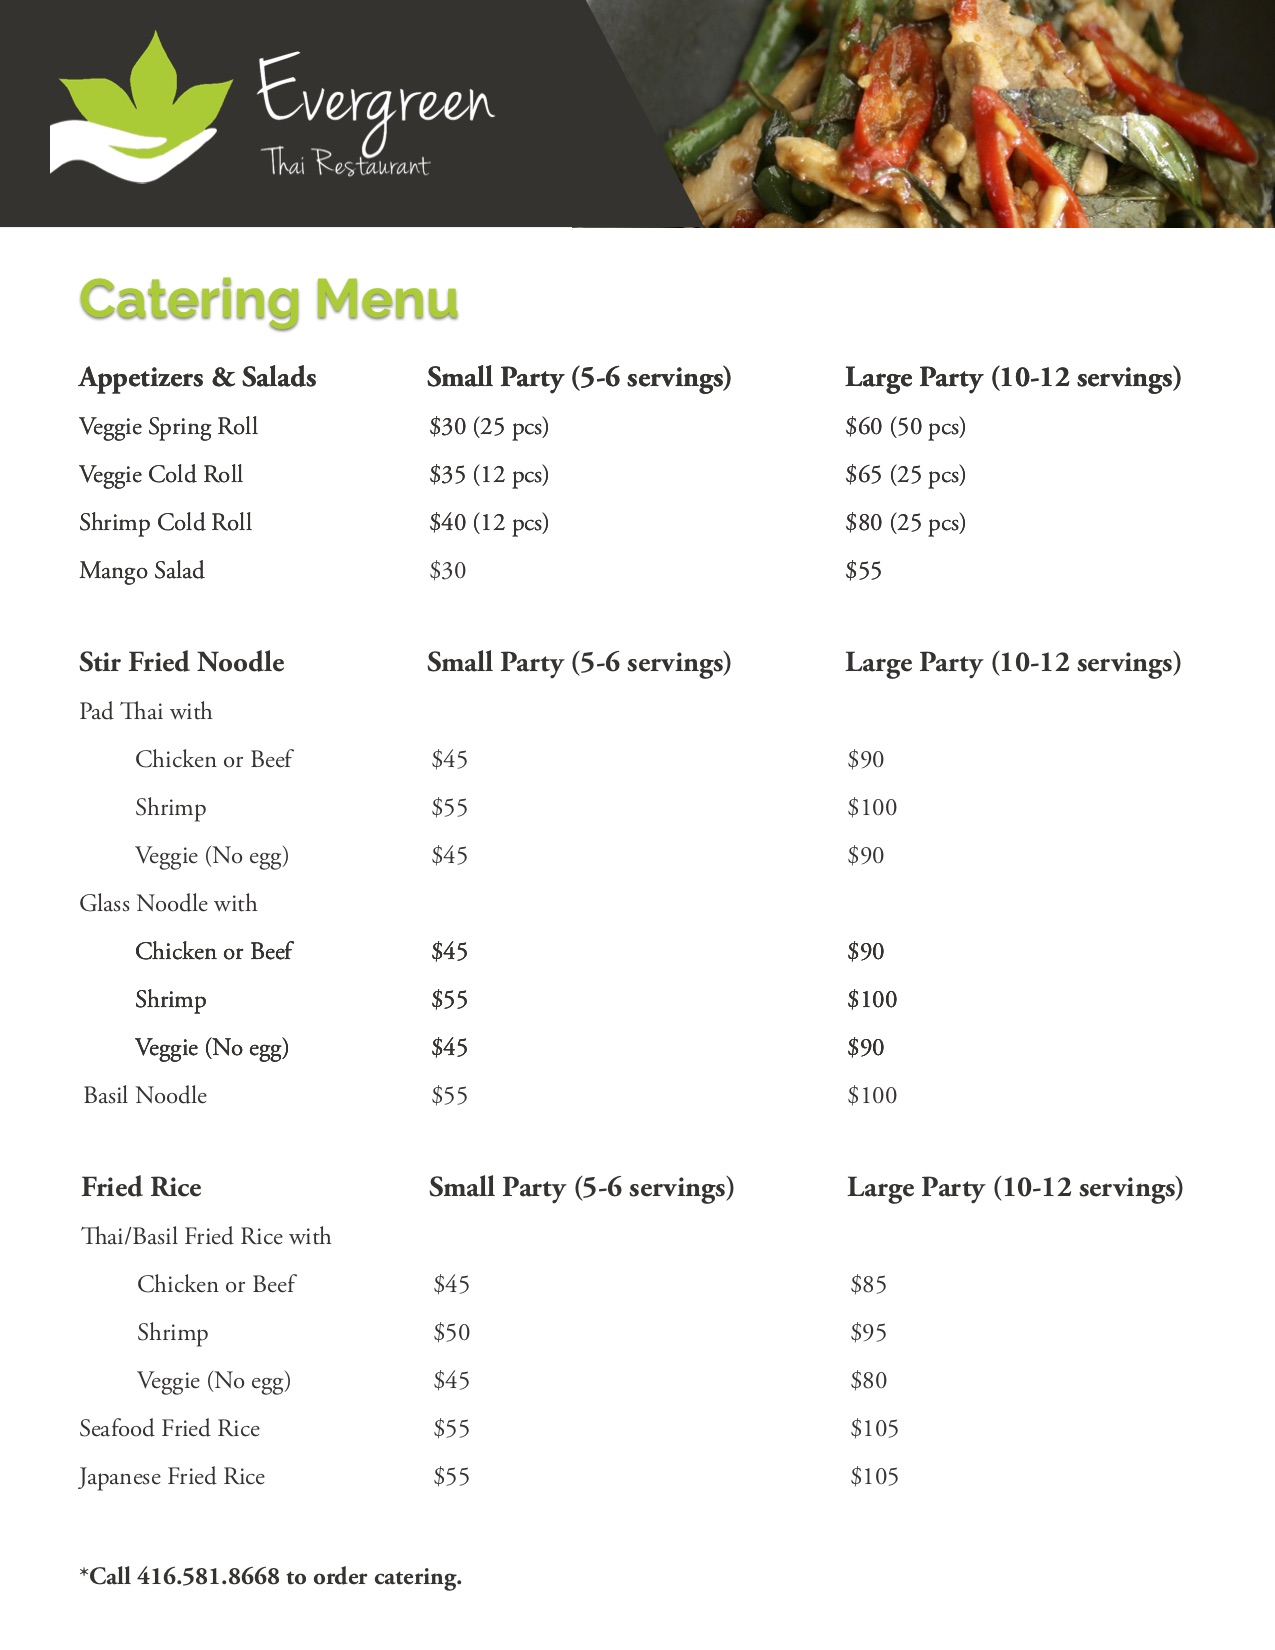 Evergreen
Thai Restaurant
Catering Menu
Appetizers & Salads Small Party (5-6 servings) Large Party (10-12 servings)
Veggie Spring Roll $30 (25 pcs) $60 (50 pcs)
Veggie Cold Roll $35 (12 pcs) $65 (25 pcs)
Shrimp Cold Roll $40 (12 pcs) $80 (25 pcs)
Mango Salad $30 $55
Stir Fried Noodle Small Party (5-6 servings) Large Party (10-12 servings)
Pad Thai with
Chicken or Beef $45 $90
Shrimp $55 $100
Veggie (No egg) $45 $90
Glass Noodle with
Chicken or Beef $45 $90
Shrimp $55 $100
Veggie (No egg) $45 $90
Basil Noodle $55 $100
Fried Rice Small Party (5-6 servings) Large Party (10-12 servings)
Thai/Basil Fried Rice with
Chicken or Beef $45 $85
Shrimp $50 $95
Veggie (No egg) $45 $80
Seafood Fried Rice $55 $105
Japanese Fried Rice $55 $105
*Call 416.581.8668 to order catering.